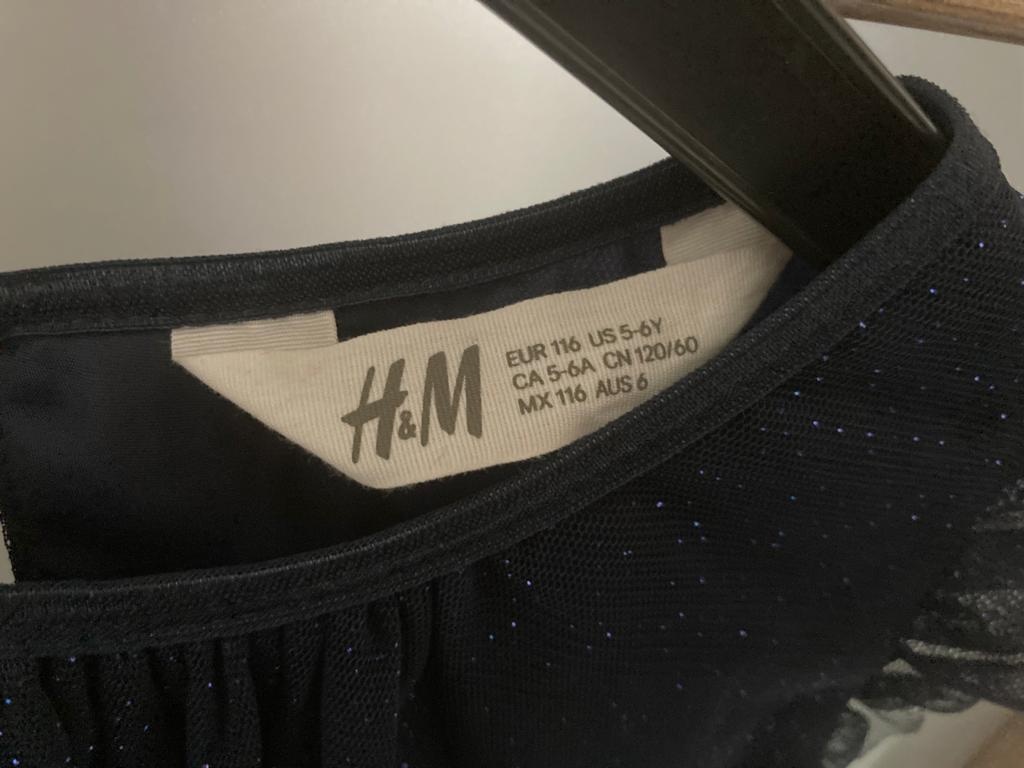 H&M
EUR 116 US 5-6Y
CA 5-6A CN 120/60
MX 116 AUS 6